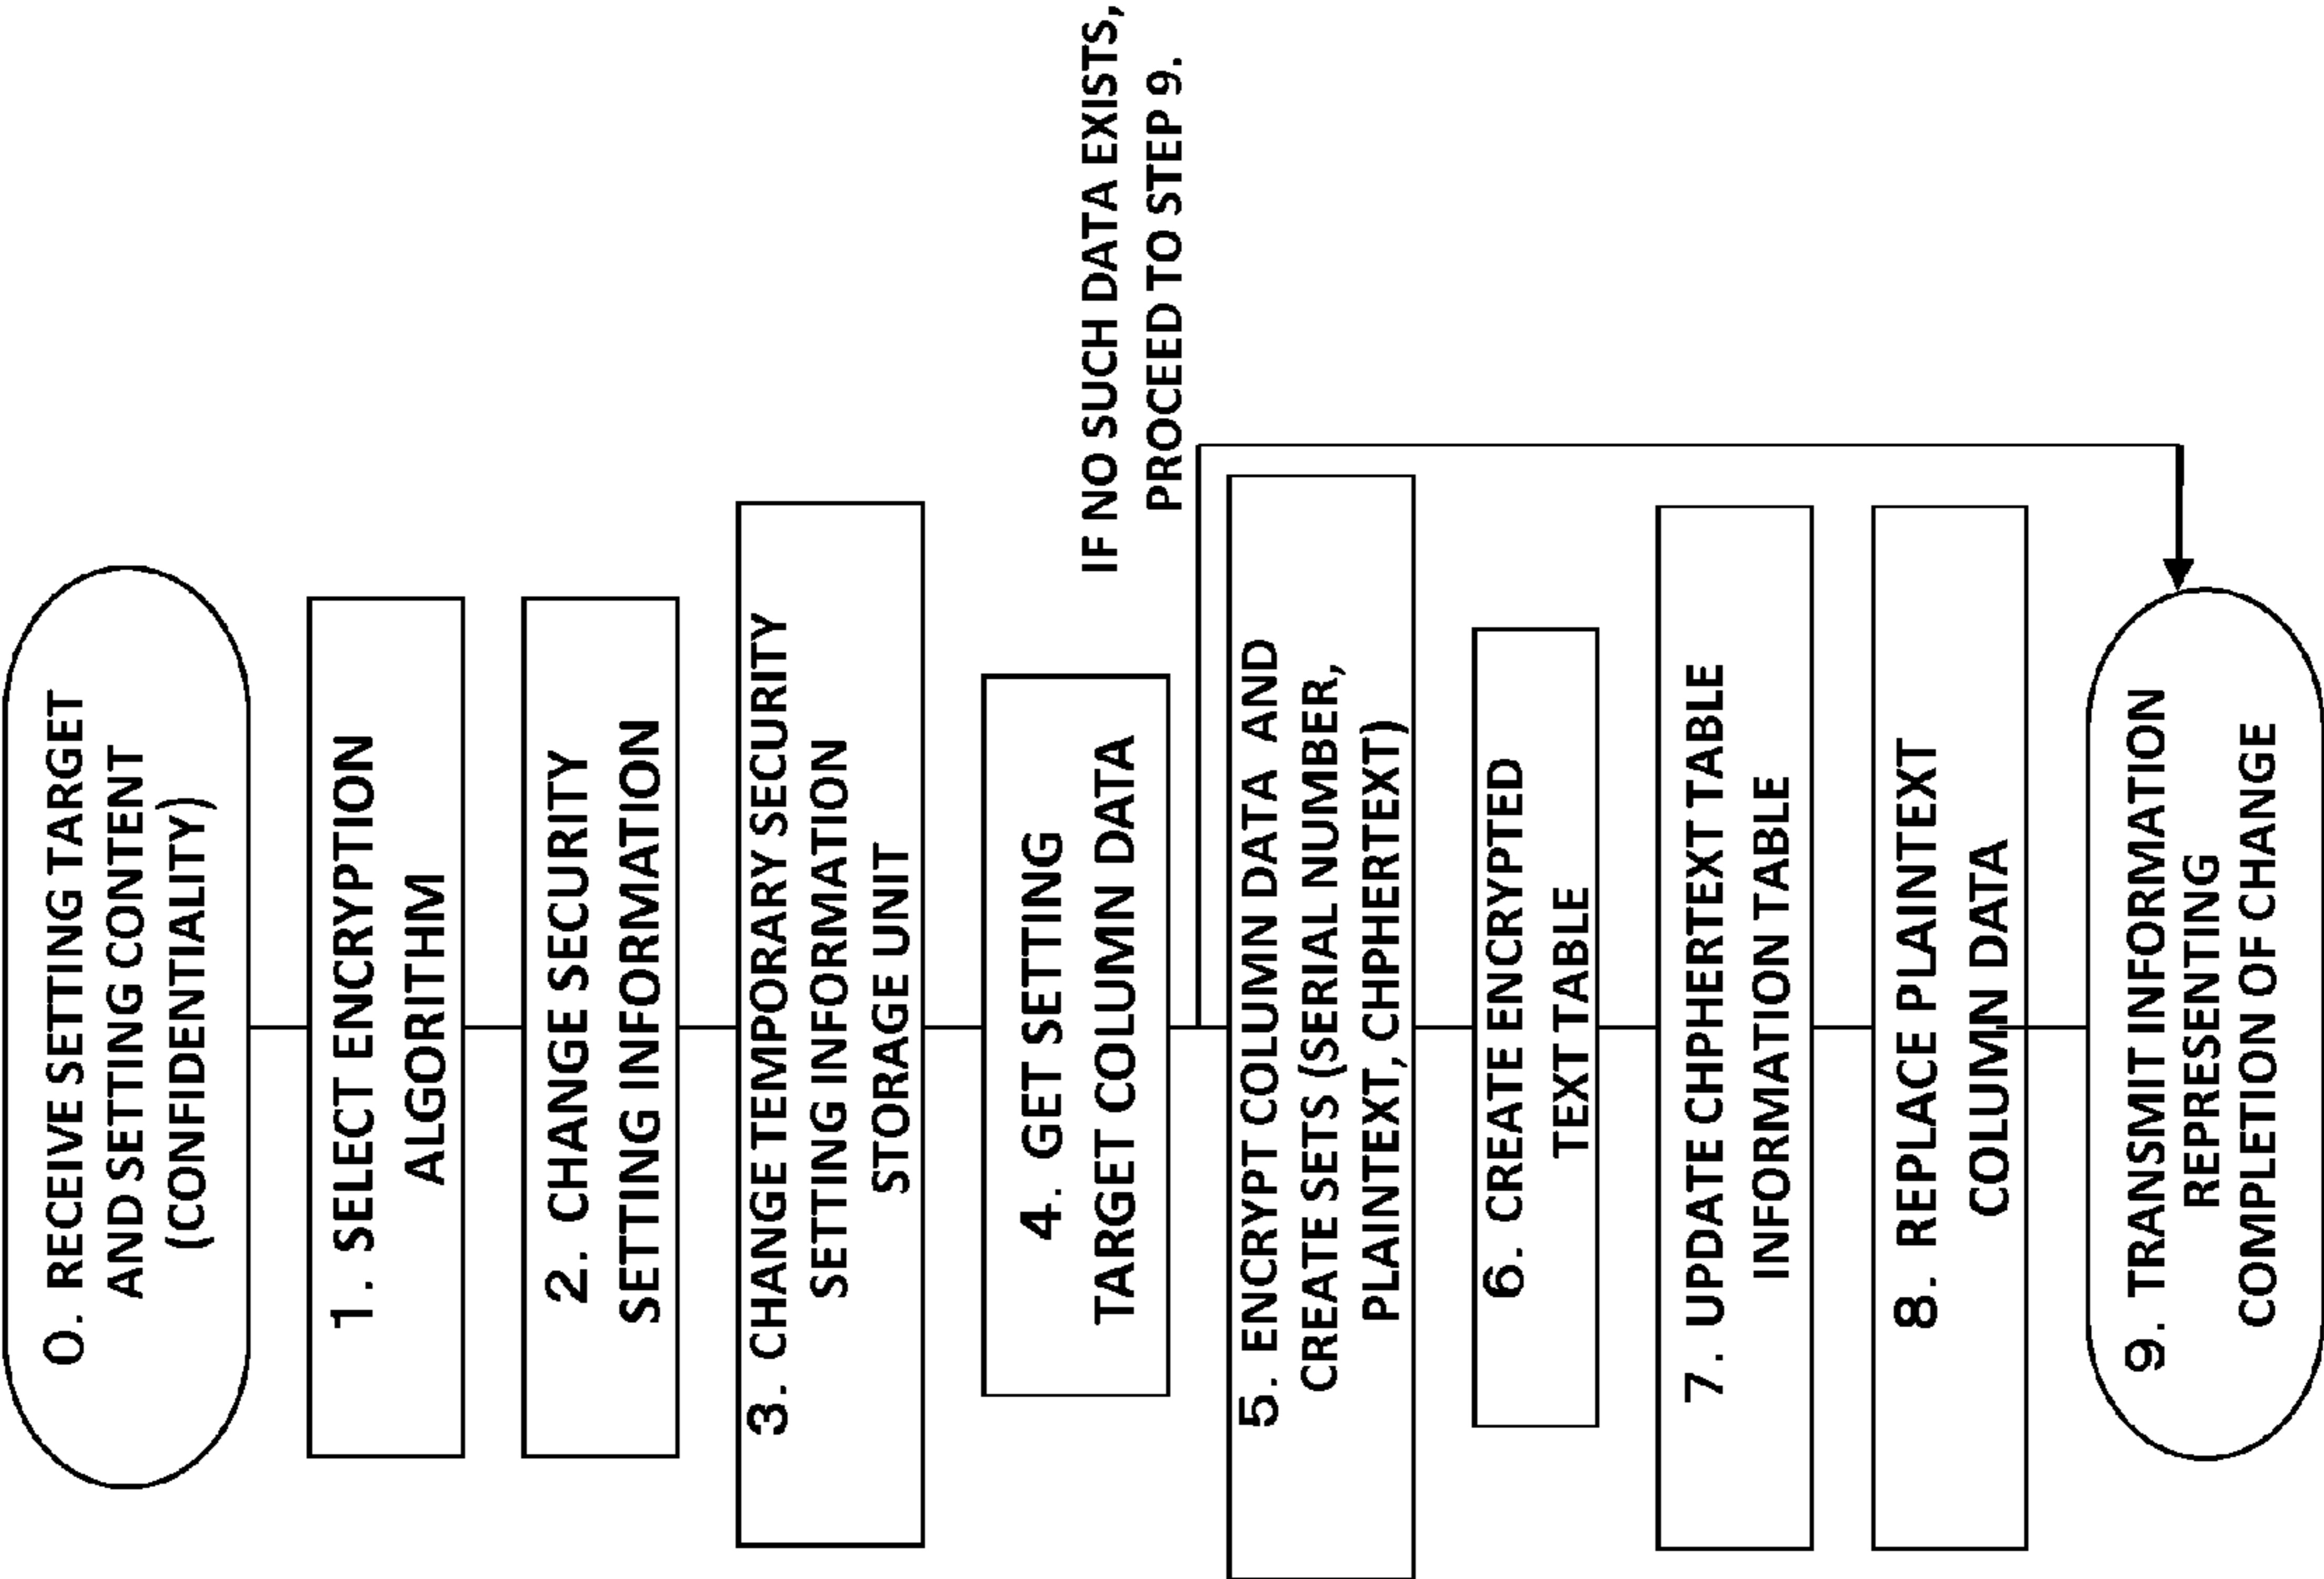 0. RECEIVE SETTING TARGET
AND SETTING CONTENT
(CONFIDENTIALITY)
1. SELECT ENCRYPTION
ALGORITHM
2. CHANGE SECURITY
SETTING INFORMATION
3. CHANGE TEMPORARY SECURITY
SETTING INFORMATION
STORAGE UNIT
4. GET SETTING
TARGET COLUMN DATA
IF NO SUCH DATA EXISTS,
PROCEED TO STEP 9.
5. ENCRYPT COLUMN DATA AND
CREATE SETS (SERIAL NUMBER,
PLAINTEXT, CHPHERTEXT)
6. CREATE ENCRYPTED
TEXT TABLE
7. UPDATE CHPHERTEXT TABLE
INFORMATION TABLE
8. REPLACE PLAINTEXT
COLUMN DATA
9. TRANSMIT INFORMATION
REPRESENTING
COMPLETION OF CHANGE